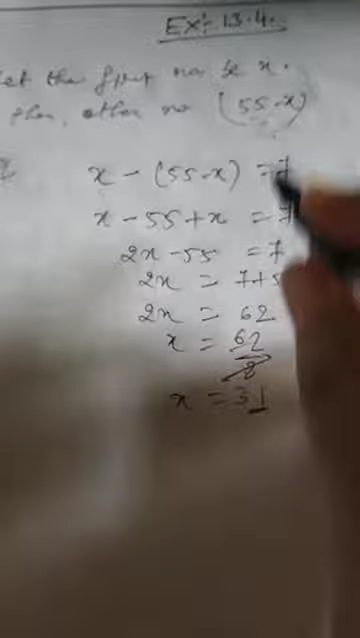 Ex:- 13.4.
let the first no. be x.
then, other no (55-x)
x - (55-x) = 7
x - 55 + x = 7
2x - 55 = 7
2x = 7+5
2x = 62
x = 62
2
x = 31